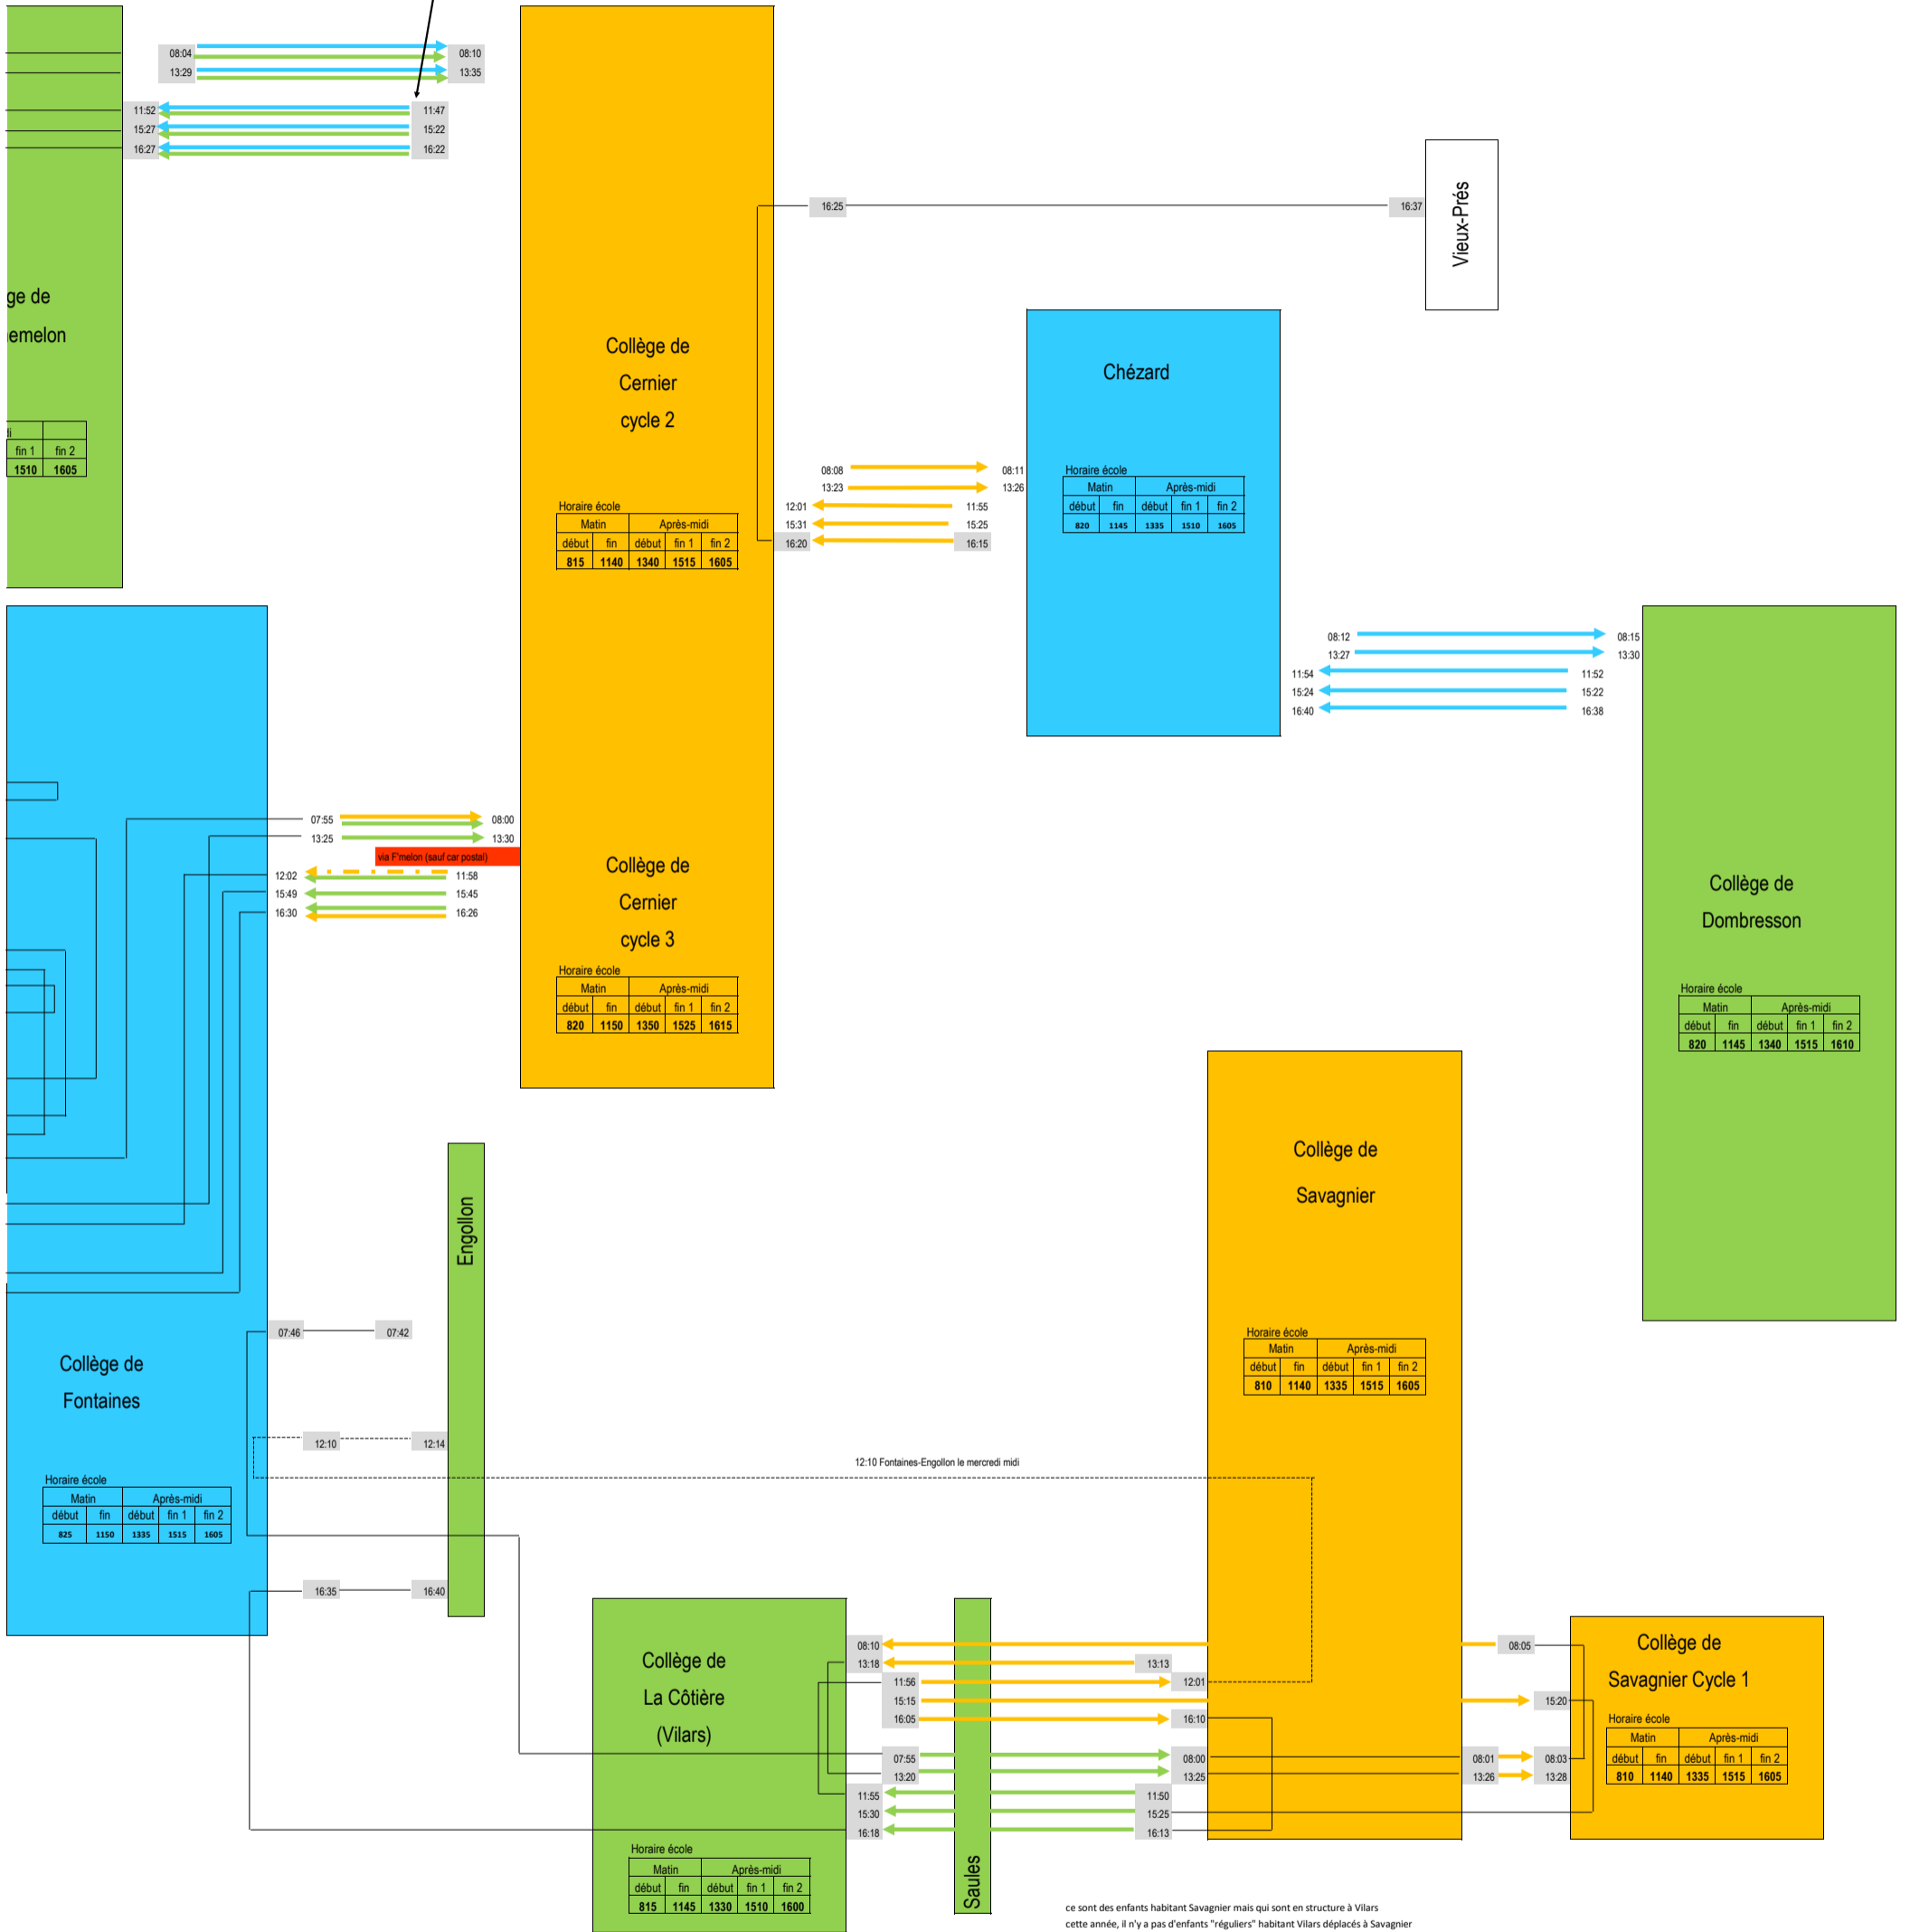 08:04
08:10
13:29
13:35
11:52
11:47
15:27
15:22
16:27
16:22
ge de
emelon
fin 1 fin 2
1510 1605
16:25
16:37
Vieux-Prés
Collège de
Cernier
cycle 2
Horaire école
Matin Après-midi
début fin début fin 1 fin 2
815 1140 1340 1515 1605
Chézard
Horaire école
Matin Après-midi
début fin début fin 1 fin 2
820 1145 1335 1510 1605
08:08
08:11
13:23
13:26
12:01
11:55
15:31
15:25
16:20
16:15
08:12
08:15
13:27
13:30
11:54
11:52
15:24
15:22
16:40
16:38
07:55
08:00
13:25
13:30
via F'melon (sauf car postal)
12:02
11:58
15:49
15:45
16:30
16:26
Collège de
Cernier
cycle 3
Horaire école
Matin Après-midi
début fin début fin 1 fin 2
820 1150 1350 1525 1615
Collège de
Dombresson
Horaire école
Matin Après-midi
début fin début fin 1 fin 2
820 1145 1340 1515 1610
Collège de
Savagnier
Horaire école
Matin Après-midi
début fin début fin 1 fin 2
810 1140 1335 1515 1605
Engollon
07:46
07:42
Collège de
Fontaines
12:10
12:14
12:10 Fontaines-Engollon le mercredi midi
Horaire école
Matin Après-midi
début fin début fin 1 fin 2
825 1150 1335 1515 1605
16:35
16:40
Collège de
La Côtière
(Vilars)
Horaire école
Matin Après-midi
début fin début fin 1 fin 2
815 1145 1330 1510 1600
Saules
08:10
08:05
13:18
13:13
11:56
12:01
15:15
15:20
16:05
16:10
07:55
08:00
08:01
08:03
13:20
13:25
13:26
13:28
11:55
11:50
15:30
15:25
16:18
16:13
Collège de
Savagnier Cycle 1
Horaire école
Matin Après-midi
début fin début fin 1 fin 2
810 1140 1335 1515 1605
ce sont des enfants habitant Savagnier mais qui sont en structure à Vilars
cette année, il n'y a pas d'enfants "réguliers" habitant Vilars déplacés à Savagnier